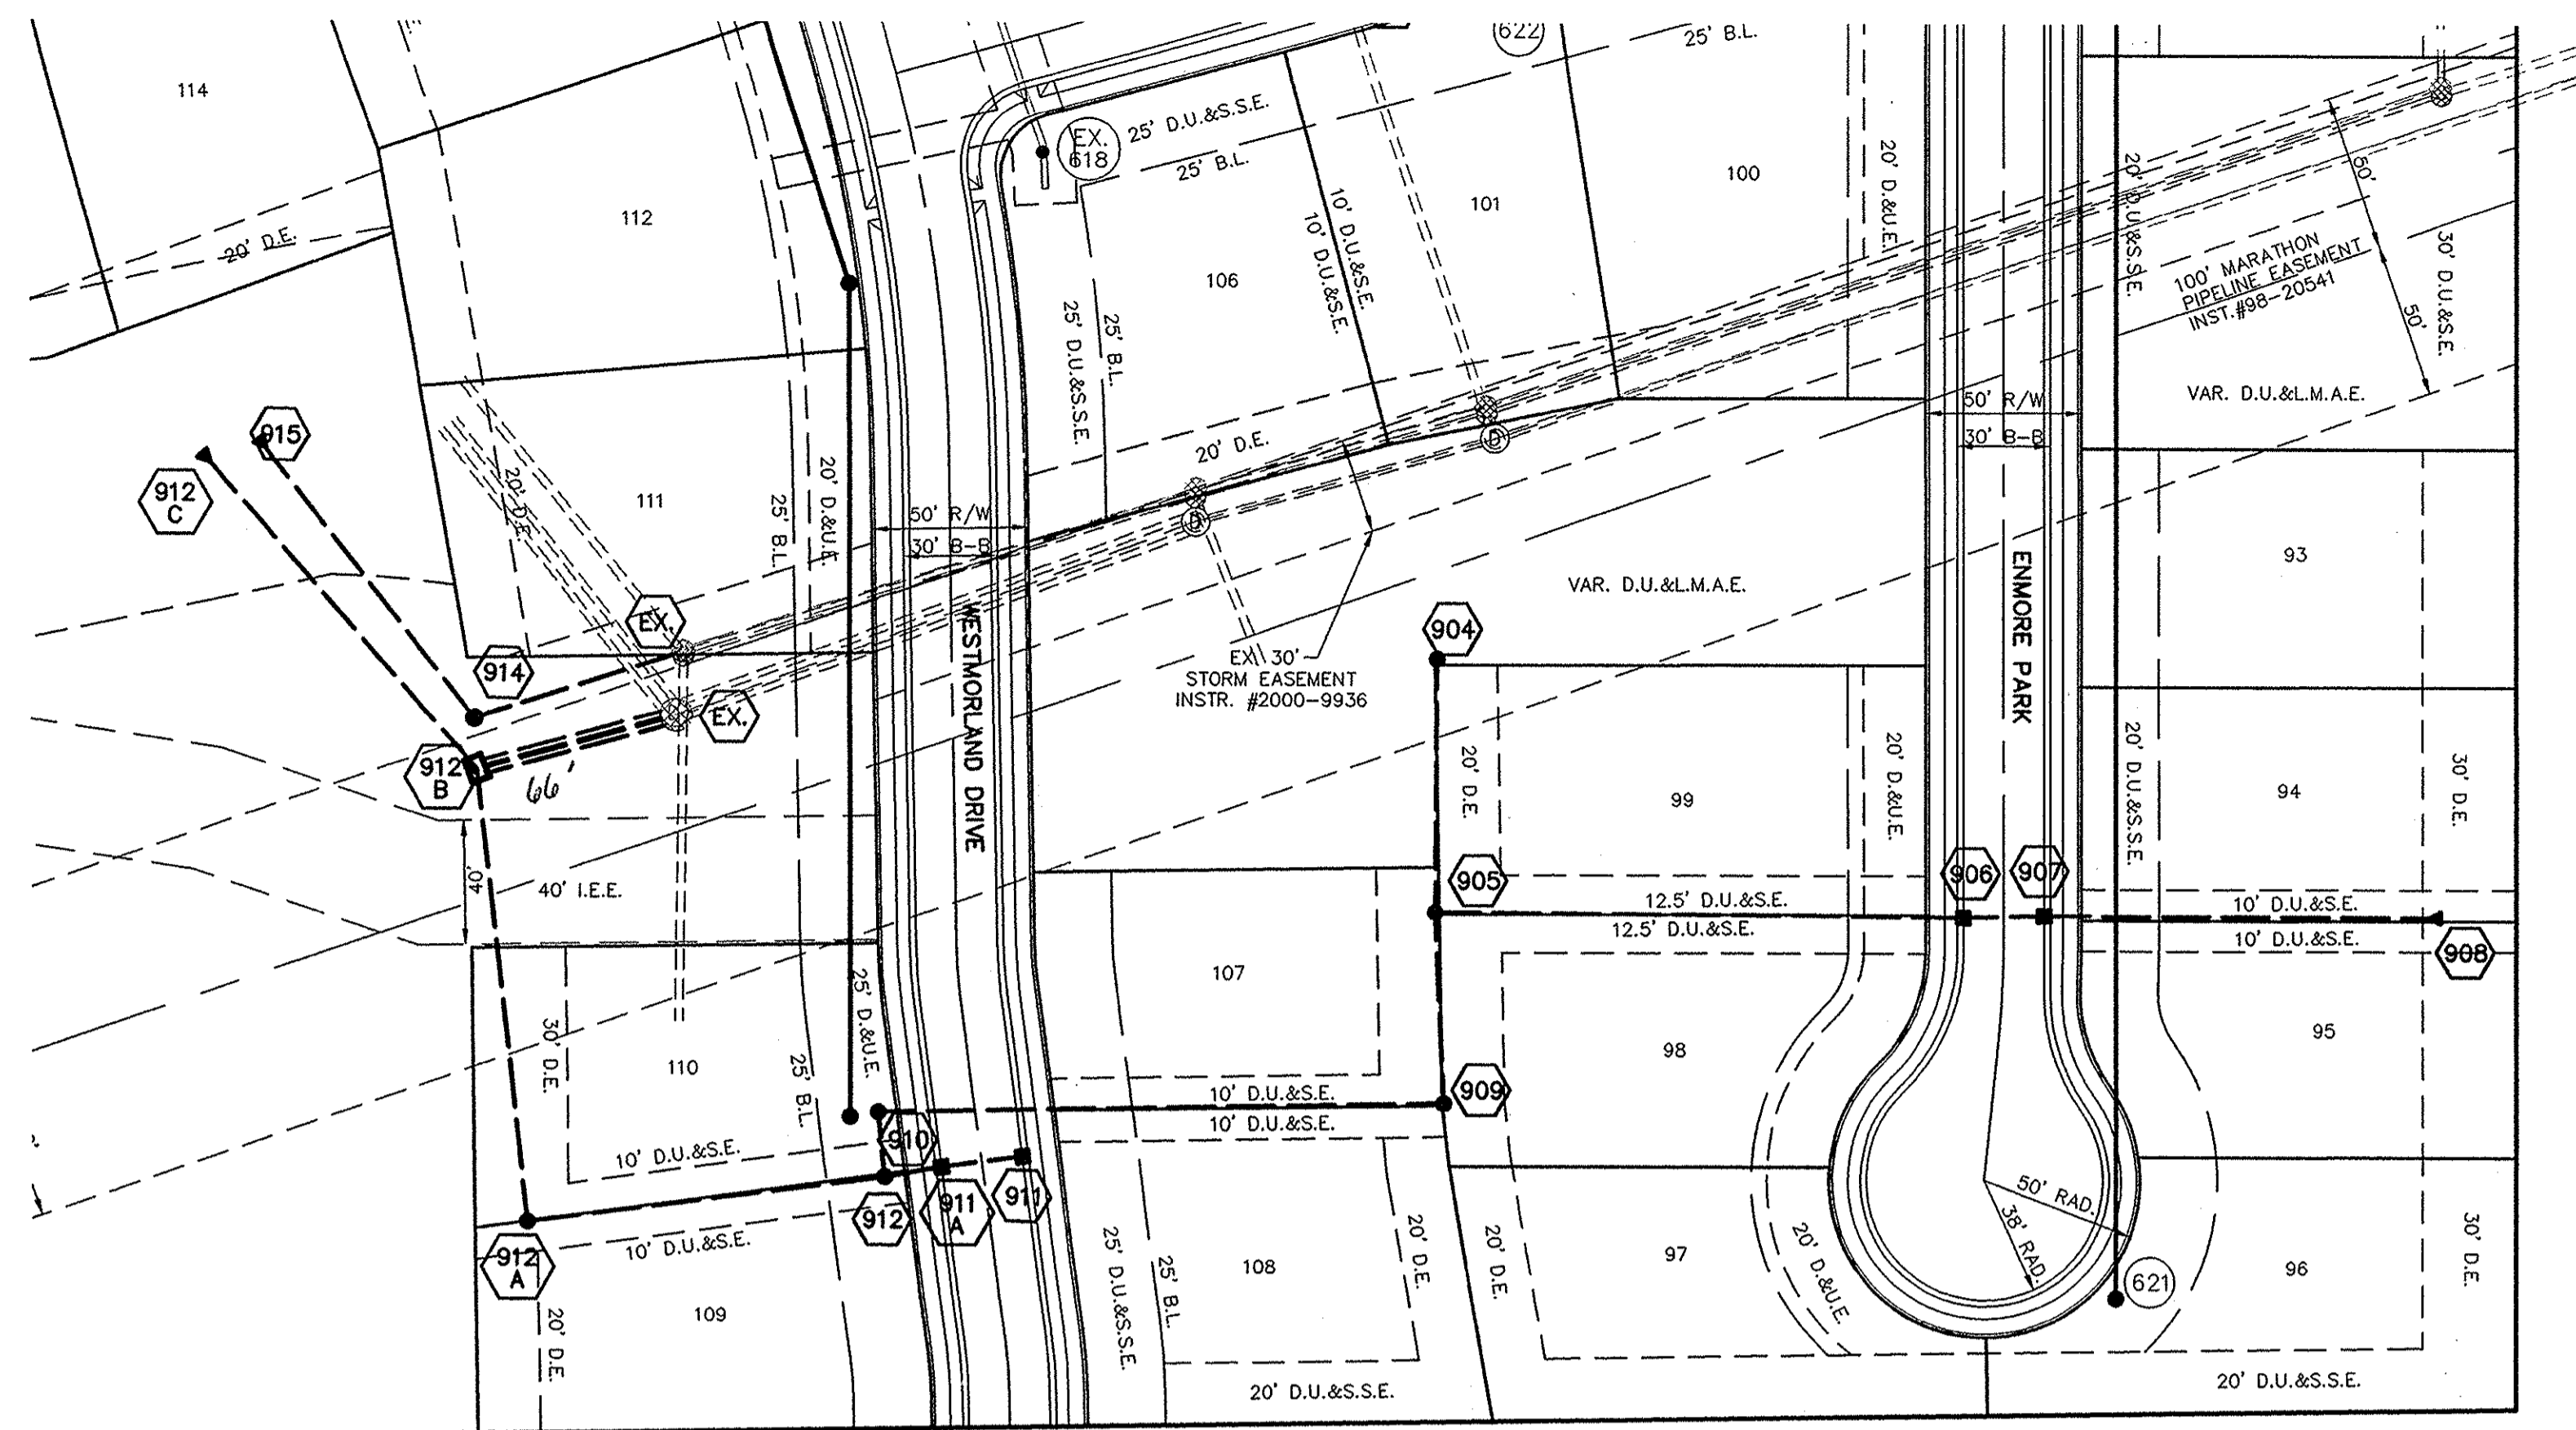 114
622
25' B.L.
EX.
618
25' D.U.&S.S.E.
25' B.L.
112
20' D.E.
106
10' D.U.&S.E.
10' D.U.&S.E.
101
100
20' D.&U.E.
20' D.U.&S.S.E.
50'
50'
100' MARATHON
PIPELINE EASEMENT
INST.#98-20541
30' D.U.&S.E.
25' D.U.&S.S.E.
25' B.L.
VAR. D.U.&L.M.A.E.
50' R/W
30' B-B
915
912
C
20' D.E.
111
25' B.L.
20' D.&U.E.
50' R/W
30' B-B
20' D.E.
D
D
93
ENMORE PARK
VAR. D.U.&L.M.A.E.
EX.
914
904
EX. 30'
STORM EASEMENT
INSTR. #2000-9936
WESTMORLAND DRIVE
EX.
912
B
66'
20' D.E.
99
20' D.&U.E.
20' D.U.&S.S.E.
94
30' D.E.
40'
40' I.E.E.
905
906
907
12.5' D.U.&S.E.
12.5' D.U.&S.E.
10' D.U.&S.E.
10' D.U.&S.E.
908
107
25' D.&U.E.
30' D.E.
110
25' B.L.
98
95
909
10' D.U.&S.E.
10' D.U.&S.E.
910
10' D.U.&S.E.
912
911
A
911
50' RAD.
38' RAD.
912
A
10' D.U.&S.E.
109
20' D.E.
25' D.U.&S.S.E.
25' B.L.
108
20' D.E.
20' D.E.
97
20' D.&U.E.
621
96
30' D.E.
20' D.U.&S.S.E.
20' D.U.&S.S.E.